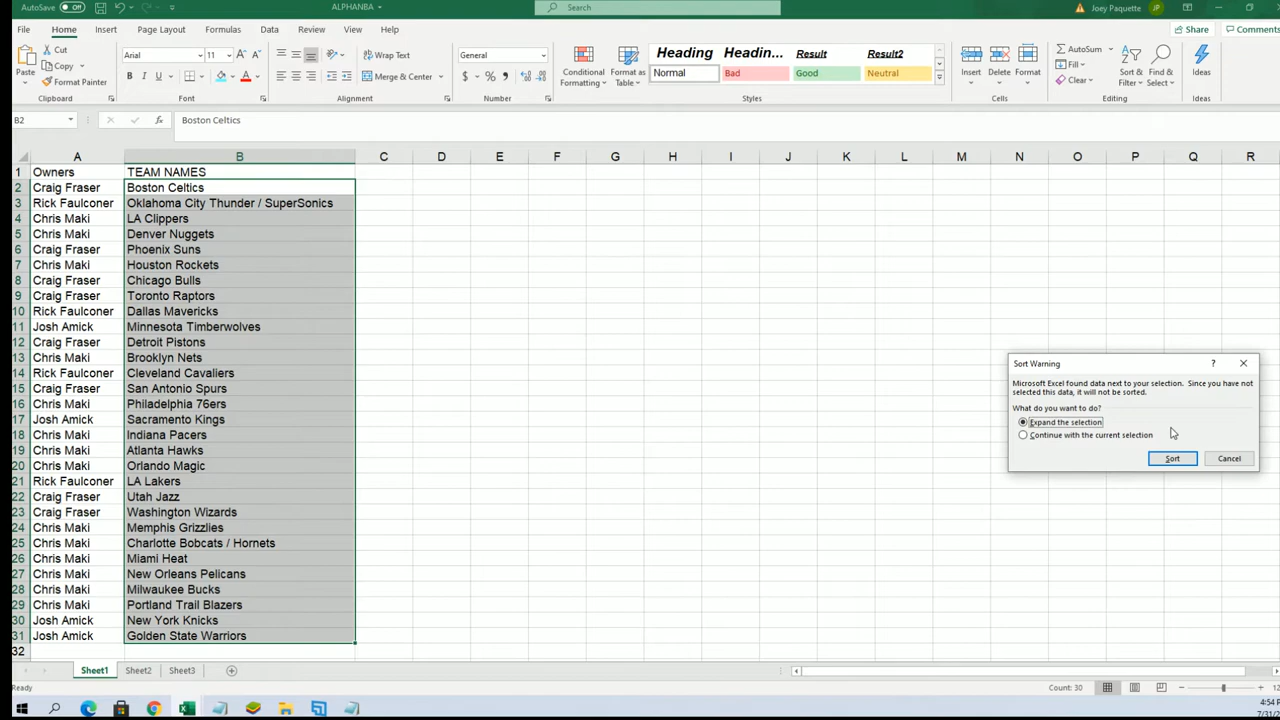 AutoSave Off ALPHANBA Search Joey Paquette JP
File Home Insert Page Layout Formulas Data Review View Help Share Comments
Cut Copy Format Painter Paste Clipboard
Arial 11 A A B I U A Font
Wrap Text Merge & Center Alignment
General $ % , Number
Conditional Formatting Format as Table
Heading Headin... Result Result2
Normal Bad Good Neutral
Styles
Insert Delete Format Cells
AutoSum Fill Clear Sort & Filter Find & Select Editing
Ideas Ideas
B2 fx Boston Celtics
A B C D E F G H I J K L M N O P Q R
1 Owners TEAM NAMES
2 Craig Fraser Boston Celtics
3 Rick Faulconer Oklahoma City Thunder / SuperSonics
4 Chris Maki LA Clippers
5 Chris Maki Denver Nuggets
6 Craig Fraser Phoenix Suns
7 Chris Maki Houston Rockets
8 Craig Fraser Chicago Bulls
9 Craig Fraser Toronto Raptors
10 Rick Faulconer Dallas Mavericks
11 Josh Amick Minnesota Timberwolves
12 Craig Fraser Detroit Pistons
13 Chris Maki Brooklyn Nets
14 Rick Faulconer Cleveland Cavaliers
15 Craig Fraser San Antonio Spurs
16 Chris Maki Philadelphia 76ers
17 Josh Amick Sacramento Kings
18 Chris Maki Indiana Pacers
19 Chris Maki Atlanta Hawks
20 Chris Maki Orlando Magic
21 Rick Faulconer LA Lakers
22 Craig Fraser Utah Jazz
23 Craig Fraser Washington Wizards
24 Chris Maki Memphis Grizzlies
25 Chris Maki Charlotte Bobcats / Hornets
26 Chris Maki Miami Heat
27 Chris Maki New Orleans Pelicans
28 Chris Maki Milwaukee Bucks
29 Chris Maki Portland Trail Blazers
30 Josh Amick New York Knicks
31 Josh Amick Golden State Warriors
32
Sort Warning ?
Microsoft Excel found data next to your selection. Since you have not
selected this data, it will not be sorted.
What do you want to do?
Expand the selection
Continue with the current selection
Sort Cancel
Sheet1 Sheet2 Sheet3
Ready Count: 30 12
4:54 P
7/31/2